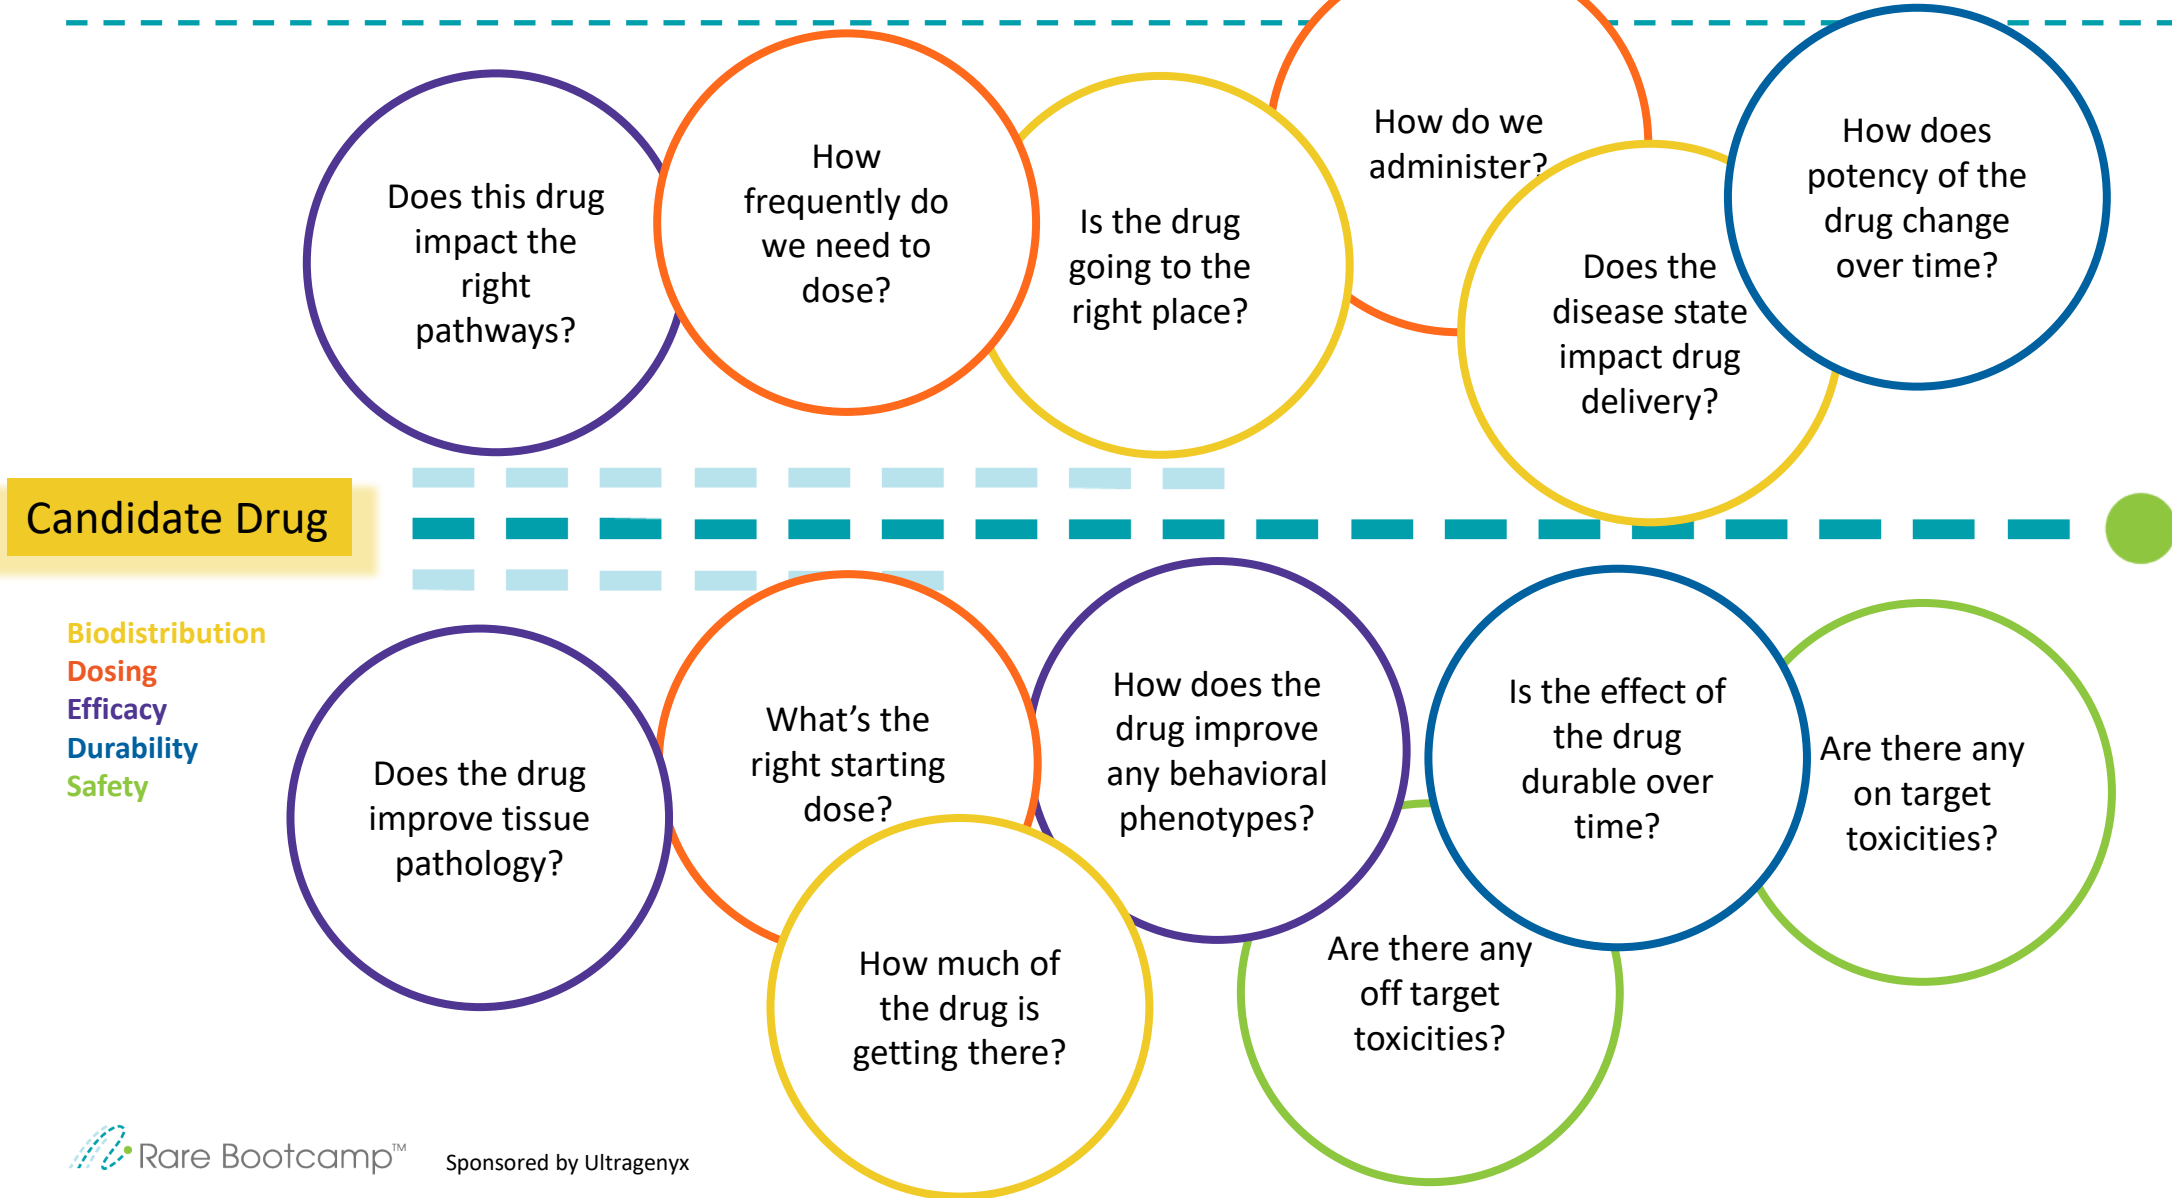 Does this drug
impact the
right
pathways?
How
frequently do
we need to
dose?
Is the drug
going to the
right place?
How do we
administer?
Does the
disease state
impact drug
delivery?
How does
potency of the
drug change
over time?
Candidate Drug
Biodistribution
Dosing
Efficacy
Durability
Safety
Does the drug
improve tissue
pathology?
What's the
right starting
dose?
How much of
the drug is
getting there?
How does the
drug improve
any behavioral
phenotypes?
Are there any
off target
toxicities?
Is the effect of
the drug
durable over
time?
Are there any
on target
toxicities?
Rare Bootcamp™
Sponsored by Ultragenyx